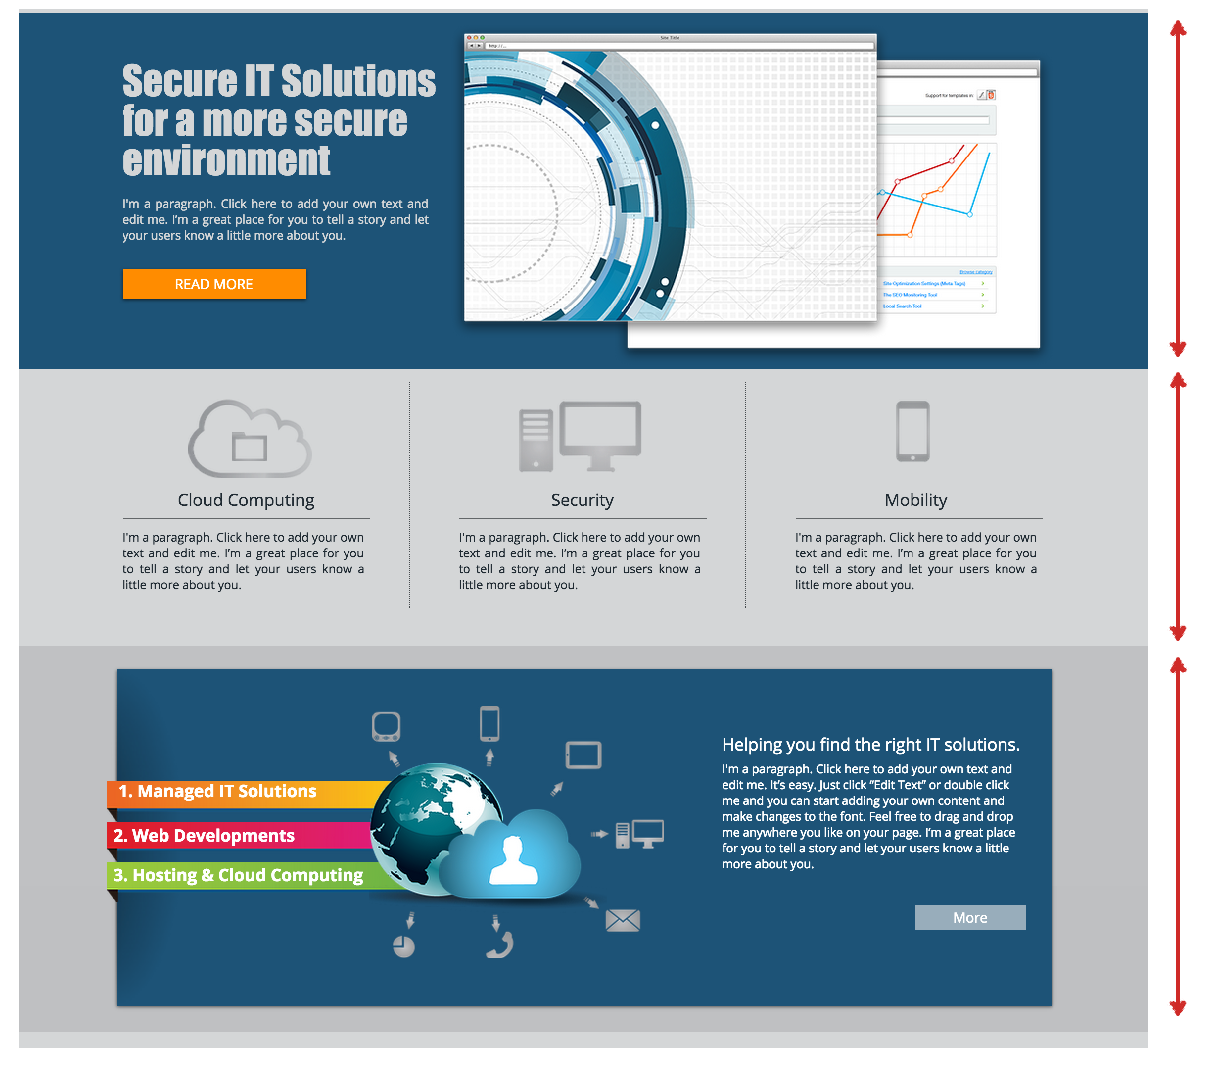 Secure IT Solutions
for a more secure
environment
I'm a paragraph. Click here to add your own text and
edit me. I'm a great place for you to tell a story and let
your users know a little more about you.
READ MORE
Site Title
http://...
Support for templates in:
Browse category
Site Optimization Settings (Meta Tags)
The SEO Monitoring Tool
Local Search Tool
Cloud Computing
I'm a paragraph. Click here to add your own
text and edit me. I'm a great place for you
to tell a story and let your users know a
little more about you.
Security
I'm a paragraph. Click here to add your own
text and edit me. I'm a great place for you
to tell a story and let your users know a
little more about you.
Mobility
I'm a paragraph. Click here to add your own
text and edit me. I'm a great place for you
to tell a story and let your users know a
little more about you.
1. Managed IT Solutions
2. Web Developments
3. Hosting & Cloud Computing
Helping you find the right IT solutions.
I'm a paragraph. Click here to add your own text and
edit me. It's easy. Just click “Edit Text” or double click
me and you can start adding your own content and
make changes to the font. Feel free to drag and drop
me anywhere you like on your page. I'm a great place
for you to tell a story and let your users know a little
more about you.
More